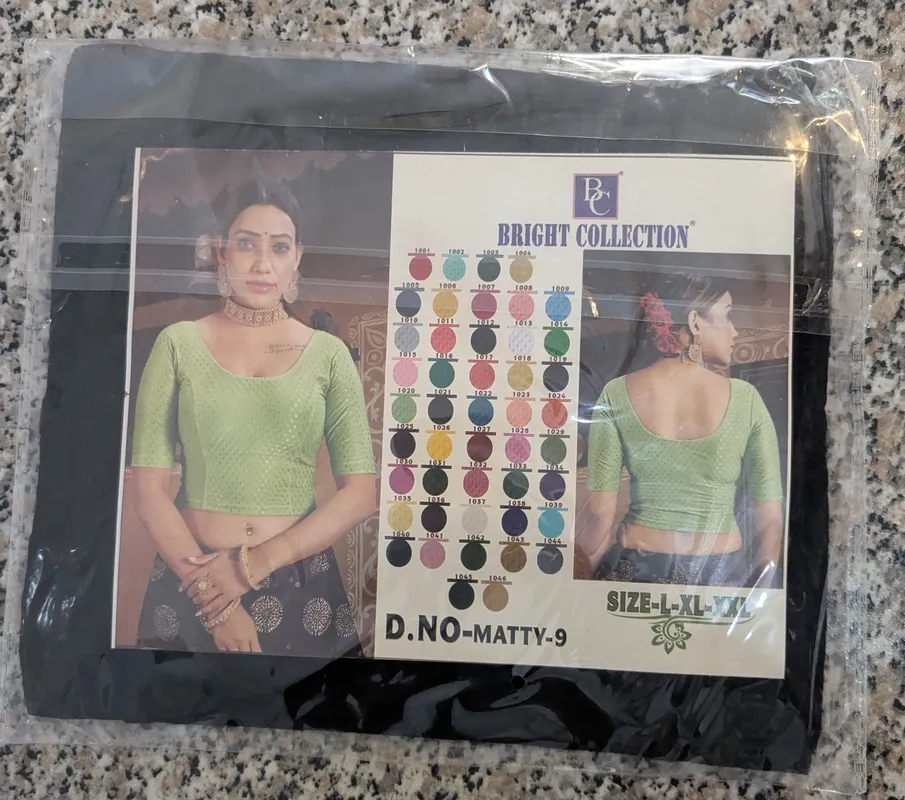 BC
BRIGHT COLLECTION®
1001 1002 1003 1004
1005 1006 1007 1008 1009
1010 1011 1012 1013 1014
1015 1016 1017 1018 1019
1020 1021 1022 1023 1024
1025 1026 1027 1028 1029
1030 1031 1032 1033 1034
1035 1036 1037 1038 1039
1040 1041 1042 1043 1044
1045 1046
D.NO-MATTY-9
SIZE-L-XL-XXL